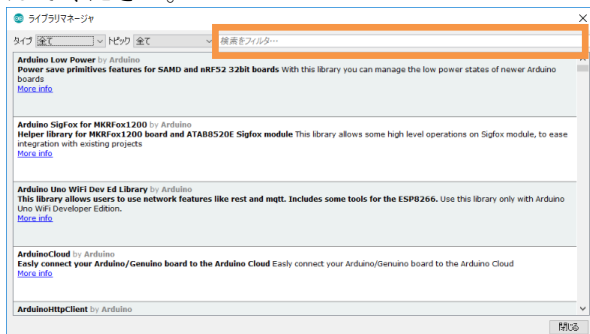 ライブラリマネージャ
タイプ 全て トピック 全て 検索をフィルタ…
Arduino Low Power by Arduino
Power save primitives features for SAMD and nRF52 32bit boards With this library you can manage the low power states of newer Arduino
boards
More info
Arduino SigFox for MKRFox1200 by Arduino
Helper library for MKRFox1200 board and ATAB8520E Sigfox module This library allows some high level operations on Sigfox module, to ease
integration with existing projects
More info
Arduino Uno WiFi Dev Ed Library by Arduino
This library allows users to use network features like rest and mqtt. Includes some tools for the ESP8266. Use this library only with Arduino
Uno WiFi Developer Edition.
More info
ArduinoCloud by Arduino
Easly connect your Arduino/Genuino board to the Arduino Cloud Easly connect your Arduino/Genuino board to the Arduino Cloud
More info
ArduinoHttpClient by Arduino
閉じる